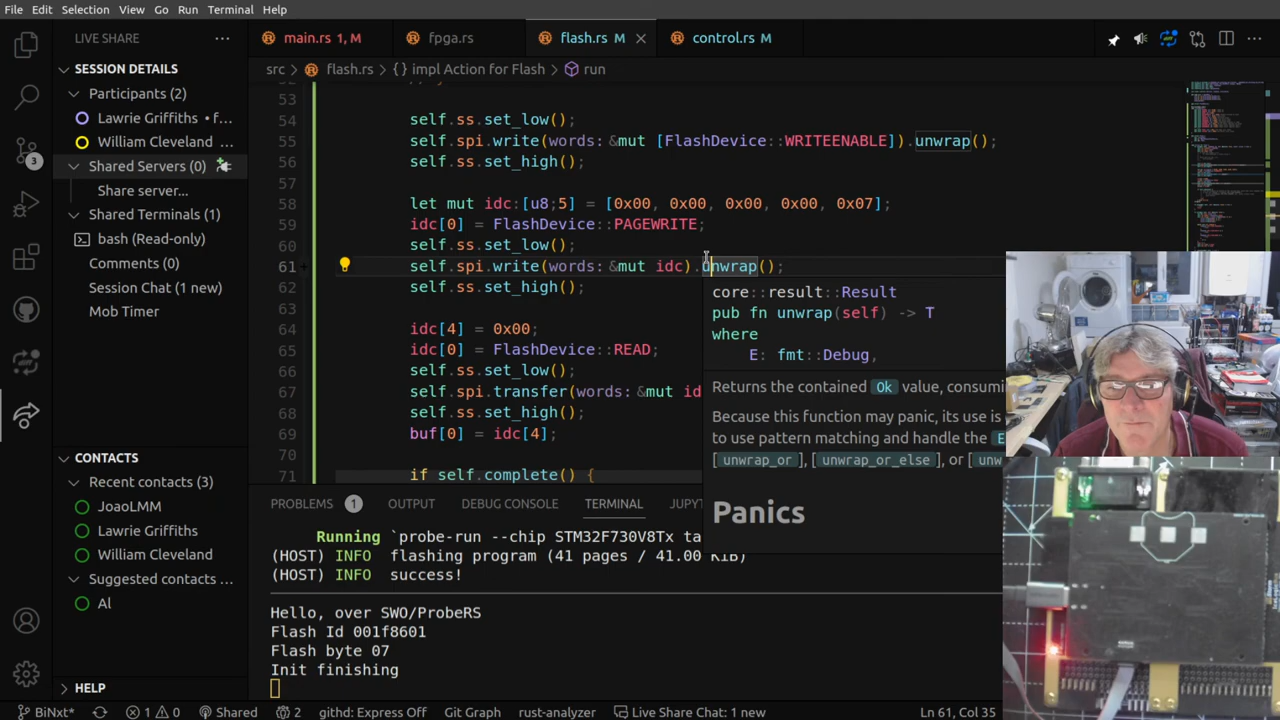 File Edit Selection View Go Run Terminal Help
LIVE SHARE ···
main.rs 1, M
fpga.rs
flash.rs M
control.rs M
src > flash.rs > {} impl Action for Flash > run
SESSION DETAILS
Participants (2)
Lawrie Griffiths • f...
William Cleveland ...
Shared Servers (0)
Share server...
Shared Terminals (1)
bash (Read-only)
Comments (0)
Session Chat (1 new)
Mob Timer
CONTACTS
Recent contacts (3)
JoaoLMM
Lawrie Griffiths
William Cleveland
Suggested contacts ...
Al
HELP
3
53
54 self.ss.set_low();
55 self.spi.write(words: &mut [FlashDevice::WRITEENABLE]).unwrap();
56 self.ss.set_high();
57
58 let mut idc:[u8;5] = [0x00, 0x00, 0x00, 0x00, 0x07];
59 idc[0] = FlashDevice::PAGEWRITE;
60 self.ss.set_low();
61 self.spi.write(words: &mut idc).unwrap();
62 self.ss.set_high();
63
64 idc[4] = 0x00;
65 idc[0] = FlashDevice::READ;
66 self.ss.set_low();
67 self.spi.transfer(words: &mut id
68 self.ss.set_high();
69 buf[0] = idc[4];
70
71 if self.complete() {
core::result::Result
pub fn unwrap(self) -> T
where
E: fmt::Debug,
Returns the contained Ok value, consumi
Because this function may panic, its use is
to use pattern matching and handle the E
[unwrap_or], [unwrap_or_else], or [unw
Panics
PROBLEMS 1 OUTPUT DEBUG CONSOLE TERMINAL JUPY
Running `probe-run --chip STM32F730V8Tx ta
(HOST) INFO flashing program (41 pages / 41.00 KiB)
(HOST) INFO success!
Hello, over SWO/ProbeRS
Flash Id 001f8601
Flash byte 07
Init finishing
BiNxt* 1 0 Shared 2 githd: Express Off Git Graph rust-analyzer Live Share Chat: 1 new Ln 61, Col 35